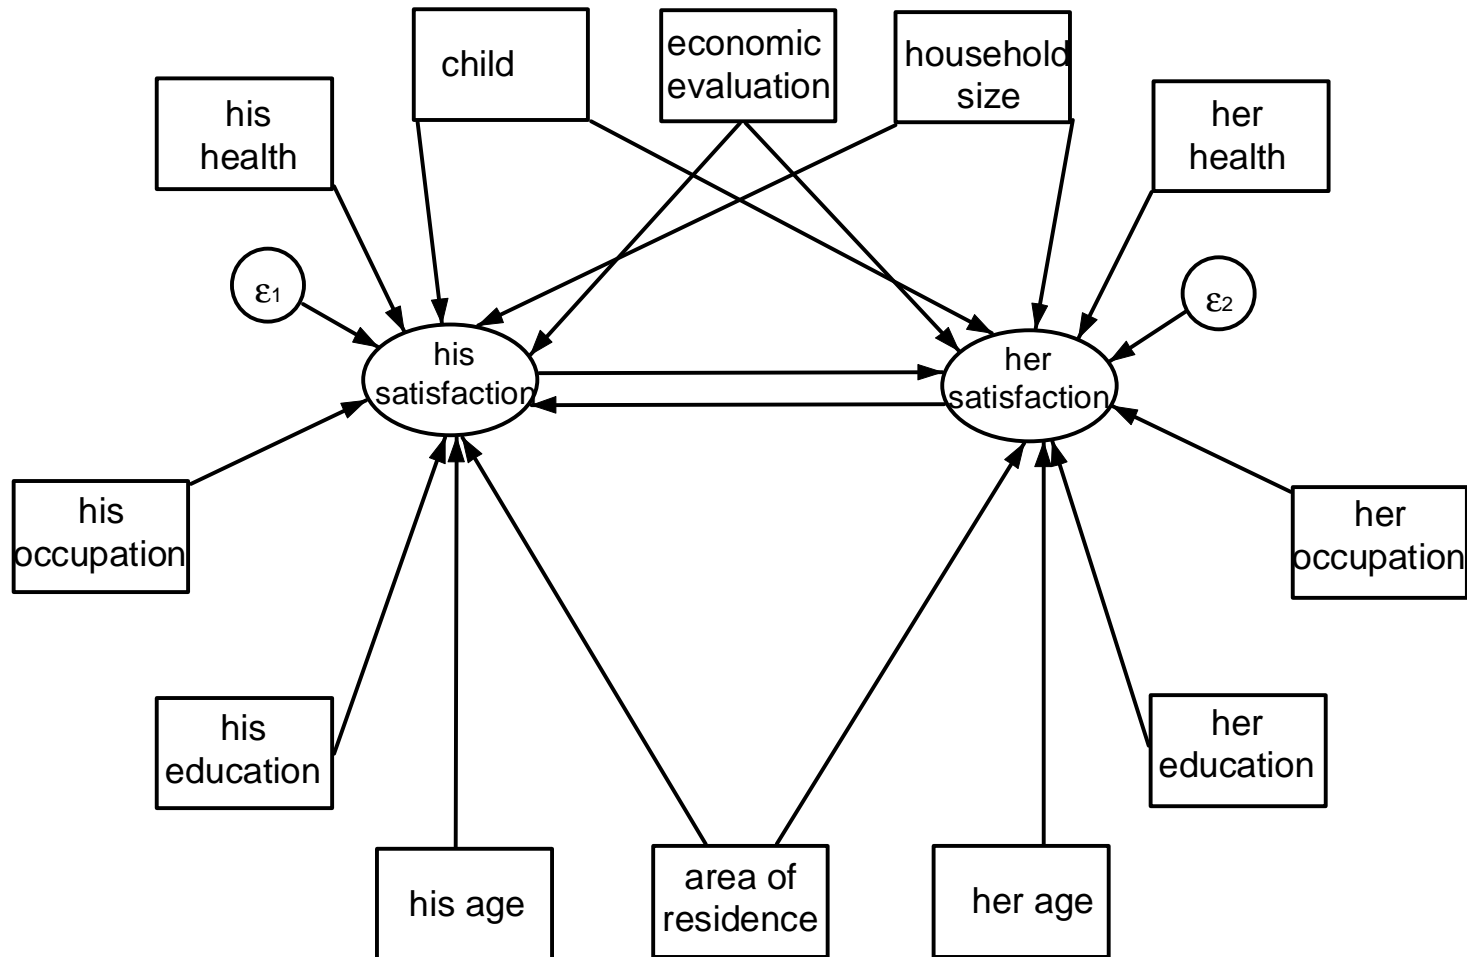 child
economic
evaluation
household
size
his
health
her
health
ε1
ε2
his
satisfaction
her
satisfaction
his
occupation
her
occupation
his
education
her
education
his age
area of
residence
her age